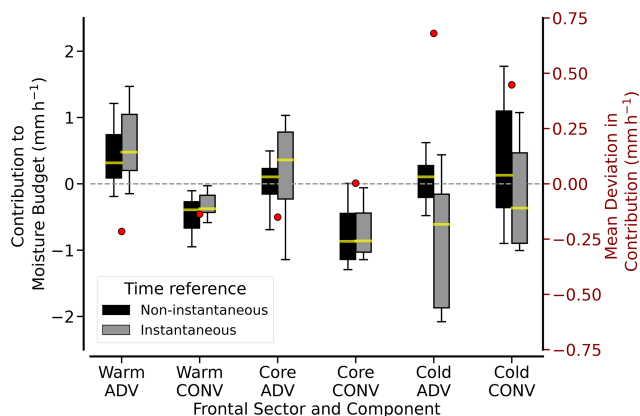 Contribution to
Moisture Budget (mm h⁻¹)
2
1
0
−1
−2
0.75
0.50
0.25
0.00
−0.25
−0.50
−0.75
Mean Deviation in
Contribution (mm h⁻¹)
Time reference
Non-instantaneous
Instantaneous
Warm ADV
Warm CONV
Core ADV
Core CONV
Cold ADV
Cold CONV
Frontal Sector and Component